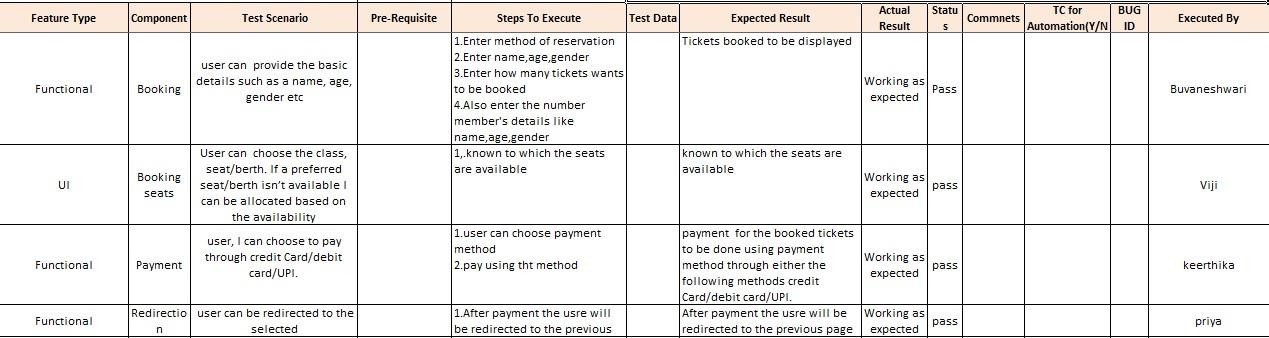 Feature Type Component Test Scenario Pre-Requisite Steps To Execute Test Data Expected Result Actual Result Status Commnets TC for Automation(Y/N BUG ID Executed By
Functional
Booking
user can provide the basic
details such as a name, age,
gender etc
1.Enter method of reservation
2.Enter name,age,gender
3.Enter how many tickets wants
to be booked
4.Also enter the number
member's details like
name,age,gender
Tickets booked to be displayed
Working as
expected
Pass
Buvaneshwari
UI
Booking
seats
User can choose the class,
seat/berth. If a preferred
seat/berth isn't available I
can be allocated based on
the availability
1,.known to which the seats
are available
known to which the seats are
available
Working as
expected
pass
Viji
Functional
Payment
user, I can choose to pay
through credit Card/debit
card/UPI.
1.user can choose payment
method
2.pay using tht method
payment for the booked tickets
to be done using payment
method through either the
following methods credit
Card/debit card/UPI.
Working as
expected
pass
keerthika
Functional
Redirectio
n
user can be redirected to the
selected
1.After payment the usre will
be redirected to the previous
After payment the usre will be
redirected to the previous page
Working as
expected
pass
priya